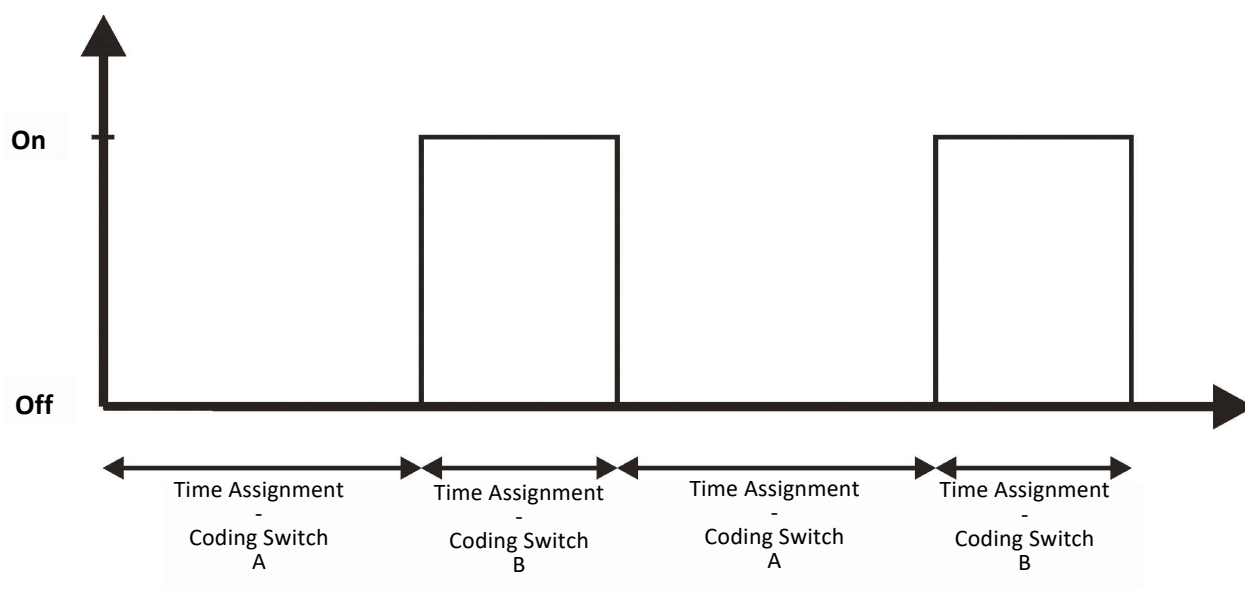 On
Off
Time Assignment
-
Coding Switch
A
Time Assignment
-
Coding Switch
B
Time Assignment
-
Coding Switch
A
Time Assignment
-
Coding Switch
B